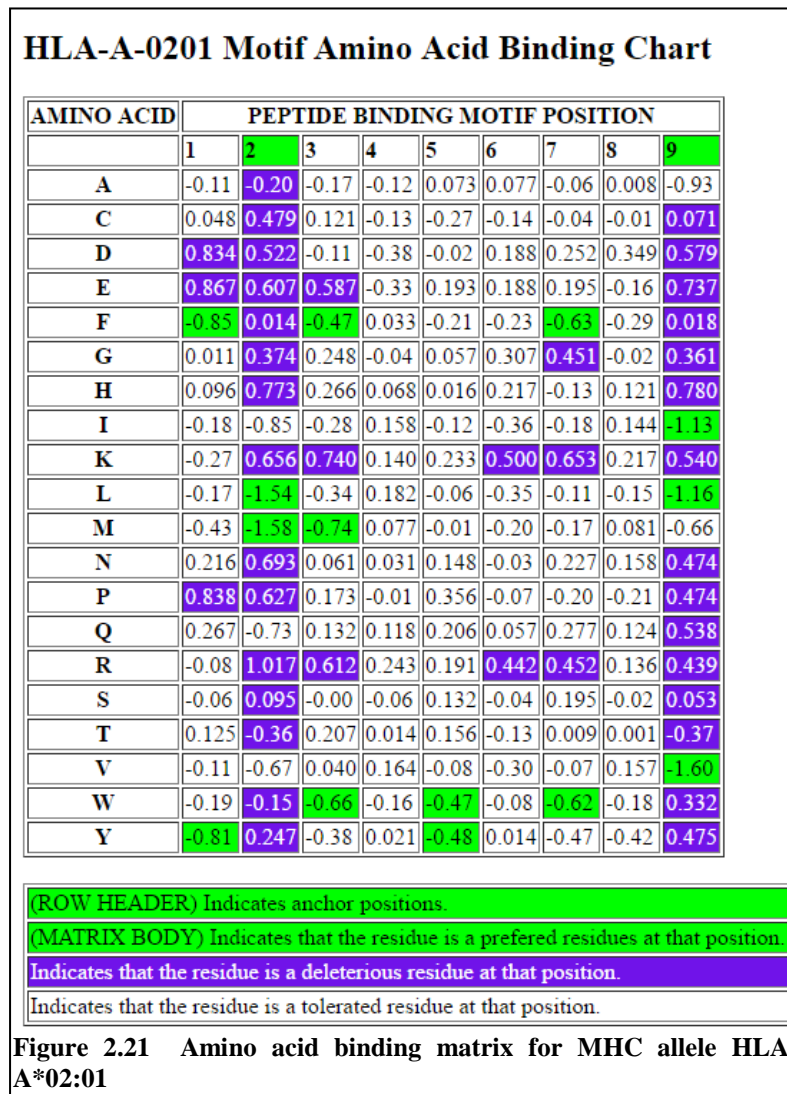 HLA-A-0201 Motif Amino Acid Binding Chart
AMINO ACID PEPTIDE BINDING MOTIF POSITION
1 2 3 4 5 6 7 8 9
A -0.11 -0.20 -0.17 -0.12 0.073 0.077 -0.06 0.008 -0.93
C 0.048 0.479 0.121 -0.13 -0.27 -0.14 -0.04 -0.01 0.071
D 0.834 0.522 -0.11 -0.38 -0.02 0.188 0.252 0.349 0.579
E 0.867 0.607 0.587 -0.33 0.193 0.188 0.195 -0.16 0.737
F -0.85 0.014 -0.47 0.033 -0.21 -0.23 -0.63 -0.29 0.018
G 0.011 0.374 0.248 -0.04 0.057 0.307 0.451 -0.02 0.361
H 0.096 0.773 0.266 0.068 0.016 0.217 -0.13 0.121 0.780
I -0.18 -0.85 -0.28 0.158 -0.12 -0.36 -0.18 0.144 -1.13
K -0.27 0.656 0.740 0.140 0.233 0.500 0.653 0.217 0.540
L -0.17 -1.54 -0.34 0.182 -0.06 -0.35 -0.11 -0.15 -1.16
M -0.43 -1.58 -0.74 0.077 -0.01 -0.20 -0.17 0.081 -0.66
N 0.216 0.693 0.061 0.031 0.148 -0.03 0.227 0.158 0.474
P 0.838 0.627 0.173 -0.01 0.356 -0.07 -0.20 -0.21 0.474
Q 0.267 -0.73 0.132 0.118 0.206 0.057 0.277 0.124 0.538
R -0.08 1.017 0.612 0.243 0.191 0.442 0.452 0.136 0.439
S -0.06 0.095 -0.00 -0.06 0.132 -0.04 0.195 -0.02 0.053
T 0.125 -0.36 0.207 0.014 0.156 -0.13 0.009 0.001 -0.37
V -0.11 -0.67 0.040 0.164 -0.08 -0.30 -0.07 0.157 -1.60
W -0.19 -0.15 -0.66 -0.16 -0.47 -0.08 -0.62 -0.18 0.332
Y -0.81 0.247 -0.38 0.021 -0.48 0.014 -0.47 -0.42 0.475
(ROW HEADER) Indicates anchor positions.
(MATRIX BODY) Indicates that the residue is a prefered residues at that position.
Indicates that the residue is a deleterious residue at that position.
Indicates that the residue is a tolerated residue at that position.
Figure 2.21 Amino acid binding matrix for MHC allele HLA
A*02:01